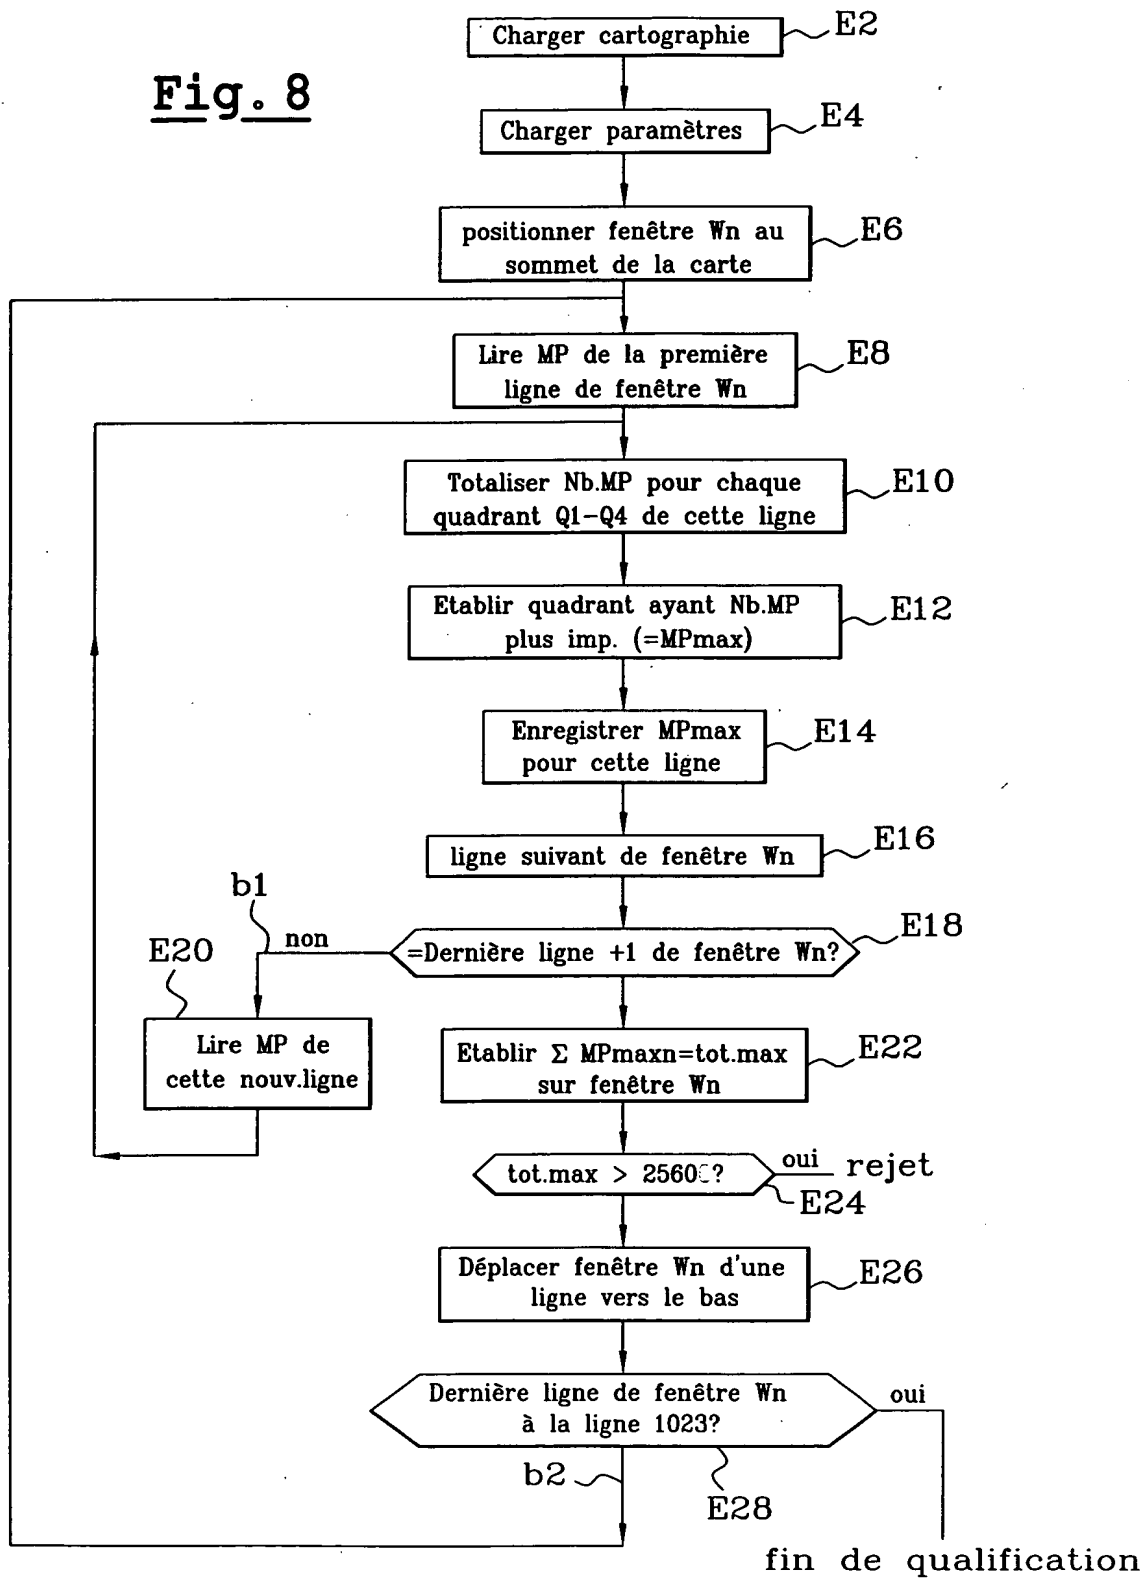 Fig. 8
Charger cartographie
E2
Charger paramètres
E4
positionner fenêtre Wn au
sommet de la carte
E6
Lire MP de la première
ligne de fenêtre Wn
E8
Totaliser Nb.MP pour chaque
quadrant Q1-Q4 de cette ligne
E10
Etablir quadrant ayant Nb.MP
plus imp. (=MPmax)
E12
Enregistrer MPmax
pour cette ligne
E14
ligne suivant de fenêtre Wn
E16
=Dernière ligne +1 de fenêtre Wn?
E18
non
b1
E20
Lire MP de
cette nouv.ligne
Etablir Σ MPmaxn=tot.max
sur fenêtre Wn
E22
tot.max >
oui
rejet
E24
Déplacer fenêtre Wn d'une
ligne vers le bas
E26
Dernière ligne de fenêtre Wn
à la ligne 1023?
oui
b2
E28
fin de qualification